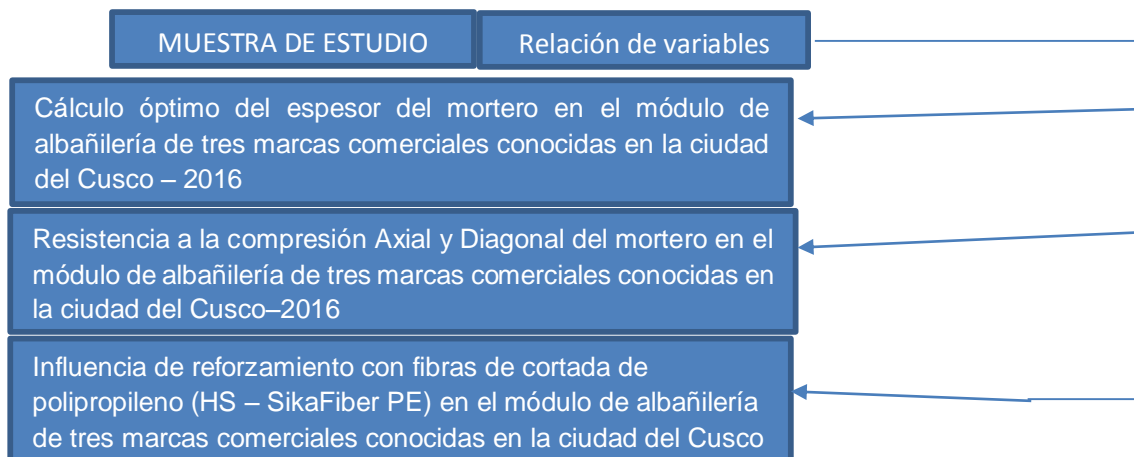 MUESTRA DE ESTUDIO
Relación de variables
Cálculo óptimo del espesor del mortero en el módulo de
albañilería de tres marcas comerciales conocidas en la ciudad
del Cusco – 2016
Resistencia a la compresión Axial y Diagonal del mortero en el
módulo de albañilería de tres marcas comerciales conocidas en
la ciudad del Cusco–2016
Influencia de reforzamiento con fibras de cortada de
polipropileno (HS – SikaFiber PE) en el módulo de albañilería
de tres marcas comerciales conocidas en la ciudad del Cusco